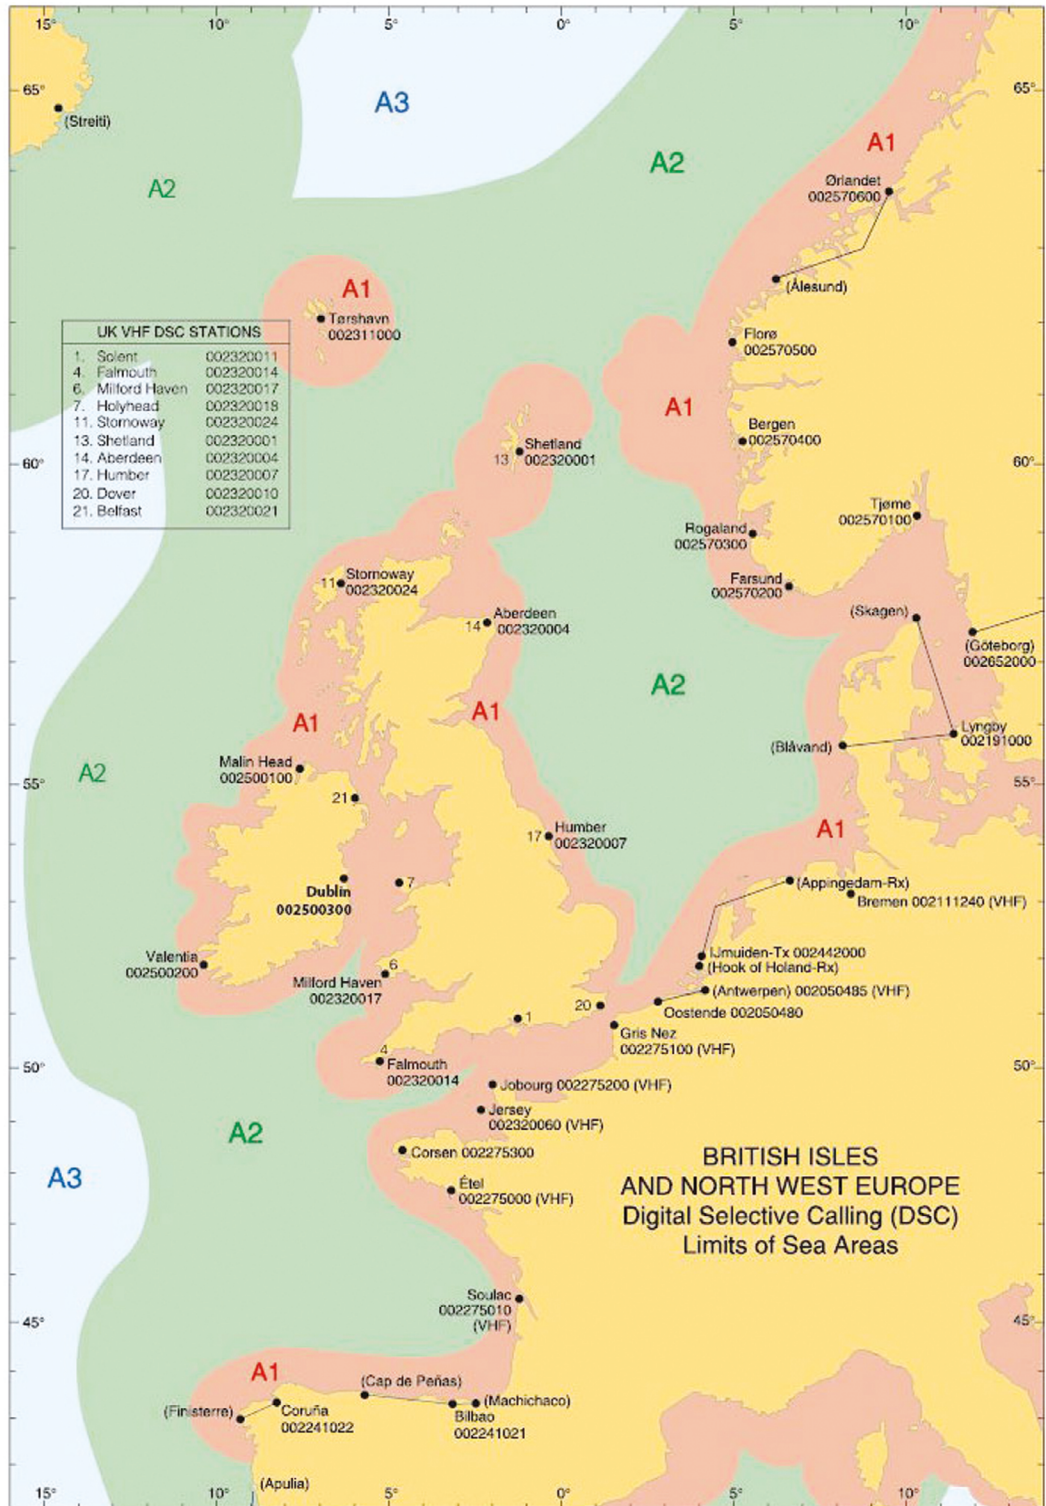 15° 10° 5° 0° 5° 10°
65° 65°
A3
(Streiti)
A1
A2
A2
Ørlandet
002570600
(Ålesund)
A1
Tørshavn
002311000
UK VHF DSC STATIONS
1. Solent 002320011
4. Falmouth 002320014
6. Milford Haven 002320017
7. Holyhead 002320018
11. Stornoway 002320024
13. Shetland 002320001
14. Aberdeen 002320004
17. Humber 002320007
20. Dover 002320010
21. Belfast 002320021
Florø
002570500
A1
Bergen
002570400
Shetland
13 002320001
60° 60°
Tjøme
002570100
Rogaland
002570300
Farsund
002570200
Stornoway
11 002320024
Aberdeen
14 002320004
(Skagen)
(Göteborg)
002652000
A2
A1
A1
Lyngby
002191000
(Blåvand)
Malin Head
002500100
A2
55° 55°
21
Humber
17 002320007
A1
Dublin
002500300
7
(Appingedam-Rx)
Bremen 002111240 (VHF)
Valentia
002500200
6
Milford Haven
002320017
IJmuiden-Tx 002442000
(Hook of Holand-Rx)
(Antwerpen) 002050485 (VHF)
Oostende 002050480
20
1
Gris Nez
002275100 (VHF)
4
Falmouth
002320014
50° 50°
Jobourg 002275200 (VHF)
Jersey
002320060 (VHF)
A2
Corsen 002275300
A3
Étel
002275000 (VHF)
BRITISH ISLES
AND NORTH WEST EUROPE
Digital Selective Calling (DSC)
Limits of Sea Areas
Soulac
002275010
(VHF)
45° 45°
A1
(Cap de Peñas)
(Finisterre)
Coruña
002241022
(Machichaco)
Bilbao
002241021
(Apulia)
15° 10° 5° 0° 5° 10°